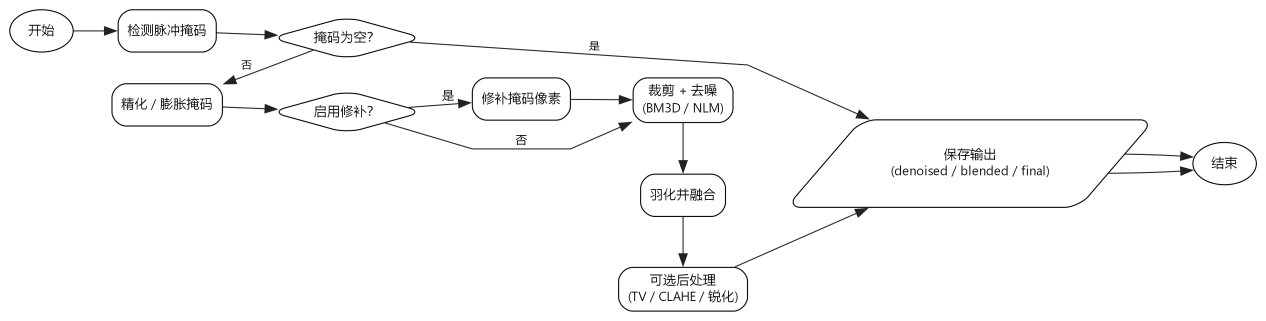 开始
检测脉冲掩码
掩码为空?
是
否
精化 / 膨胀掩码
启用修补?
是
修补掩码像素
否
裁剪 + 去噪
(BM3D / NLM)
羽化并融合
可选后处理
(TV / CLAHE / 锐化)
保存输出
(denoised / blended / final)
结束